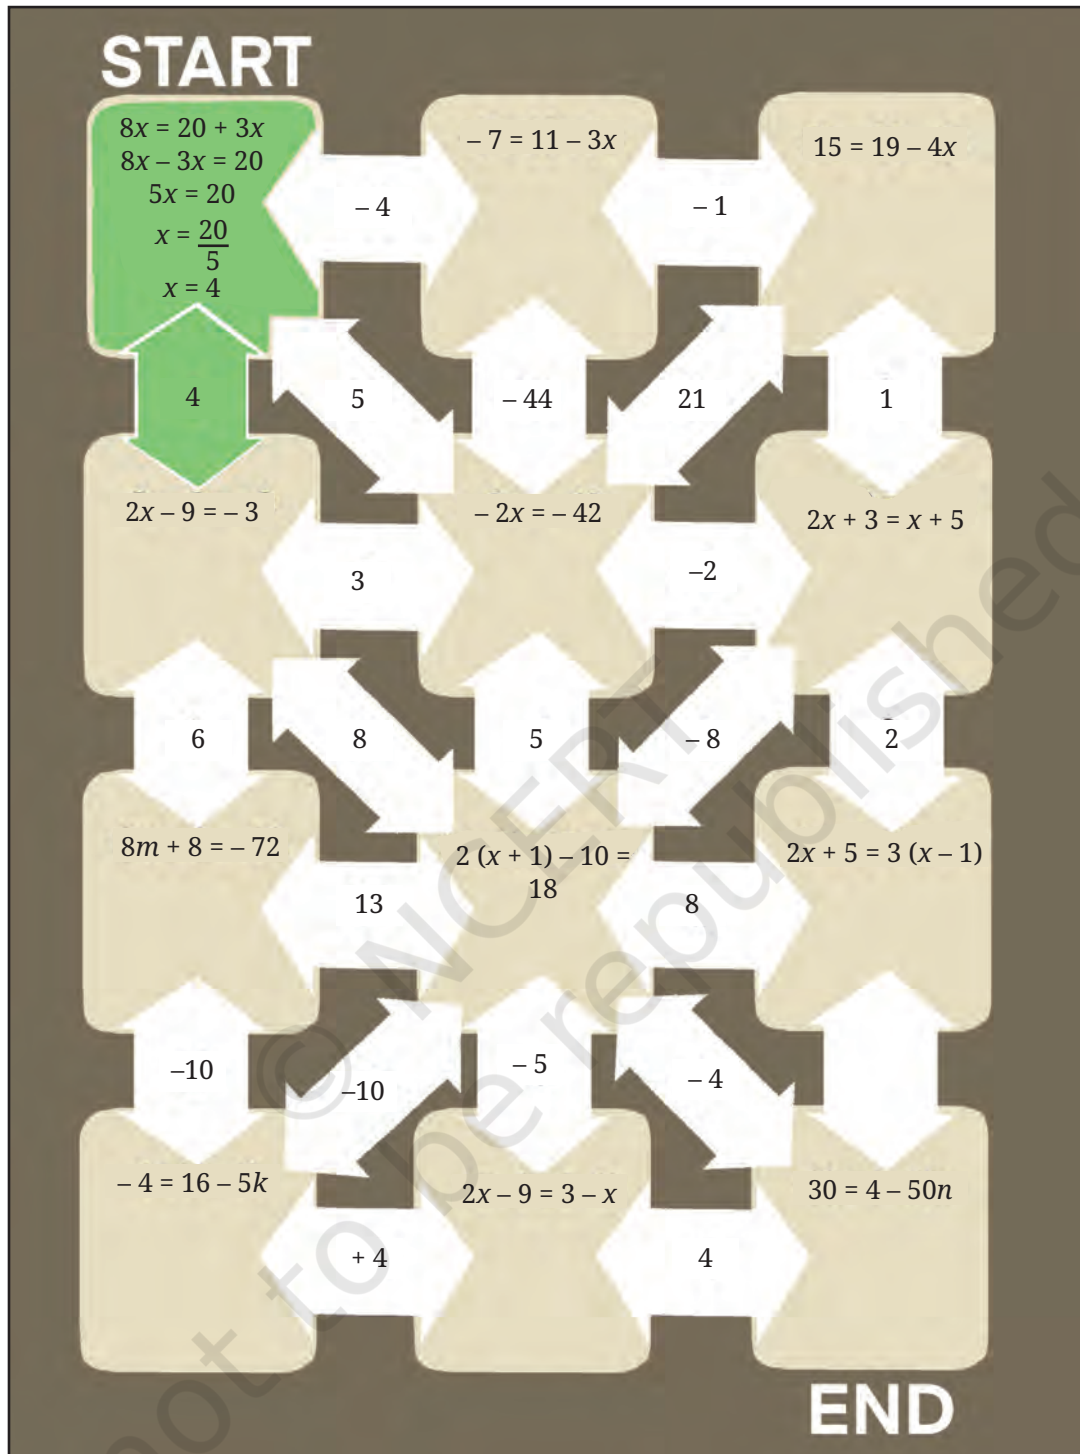 START
8x = 20 + 3x
8x – 3x = 20
5x = 20
x = 20/5
x = 4
– 4
– 7 = 11 – 3x
– 1
15 = 19 – 4x
4
5
– 44
21
1
2x – 9 = – 3
3
– 2x = – 42
–2
2x + 3 = x + 5
6
8
5
– 8
2
8m + 8 = – 72
13
2 (x + 1) – 10 =
18
8
2x + 5 = 3 (x – 1)
–10
–10
– 5
– 4
– 4 = 16 – 5k
+ 4
2x – 9 = 3 – x
4
30 = 4 – 50n
END
© NCERT
not to be republished